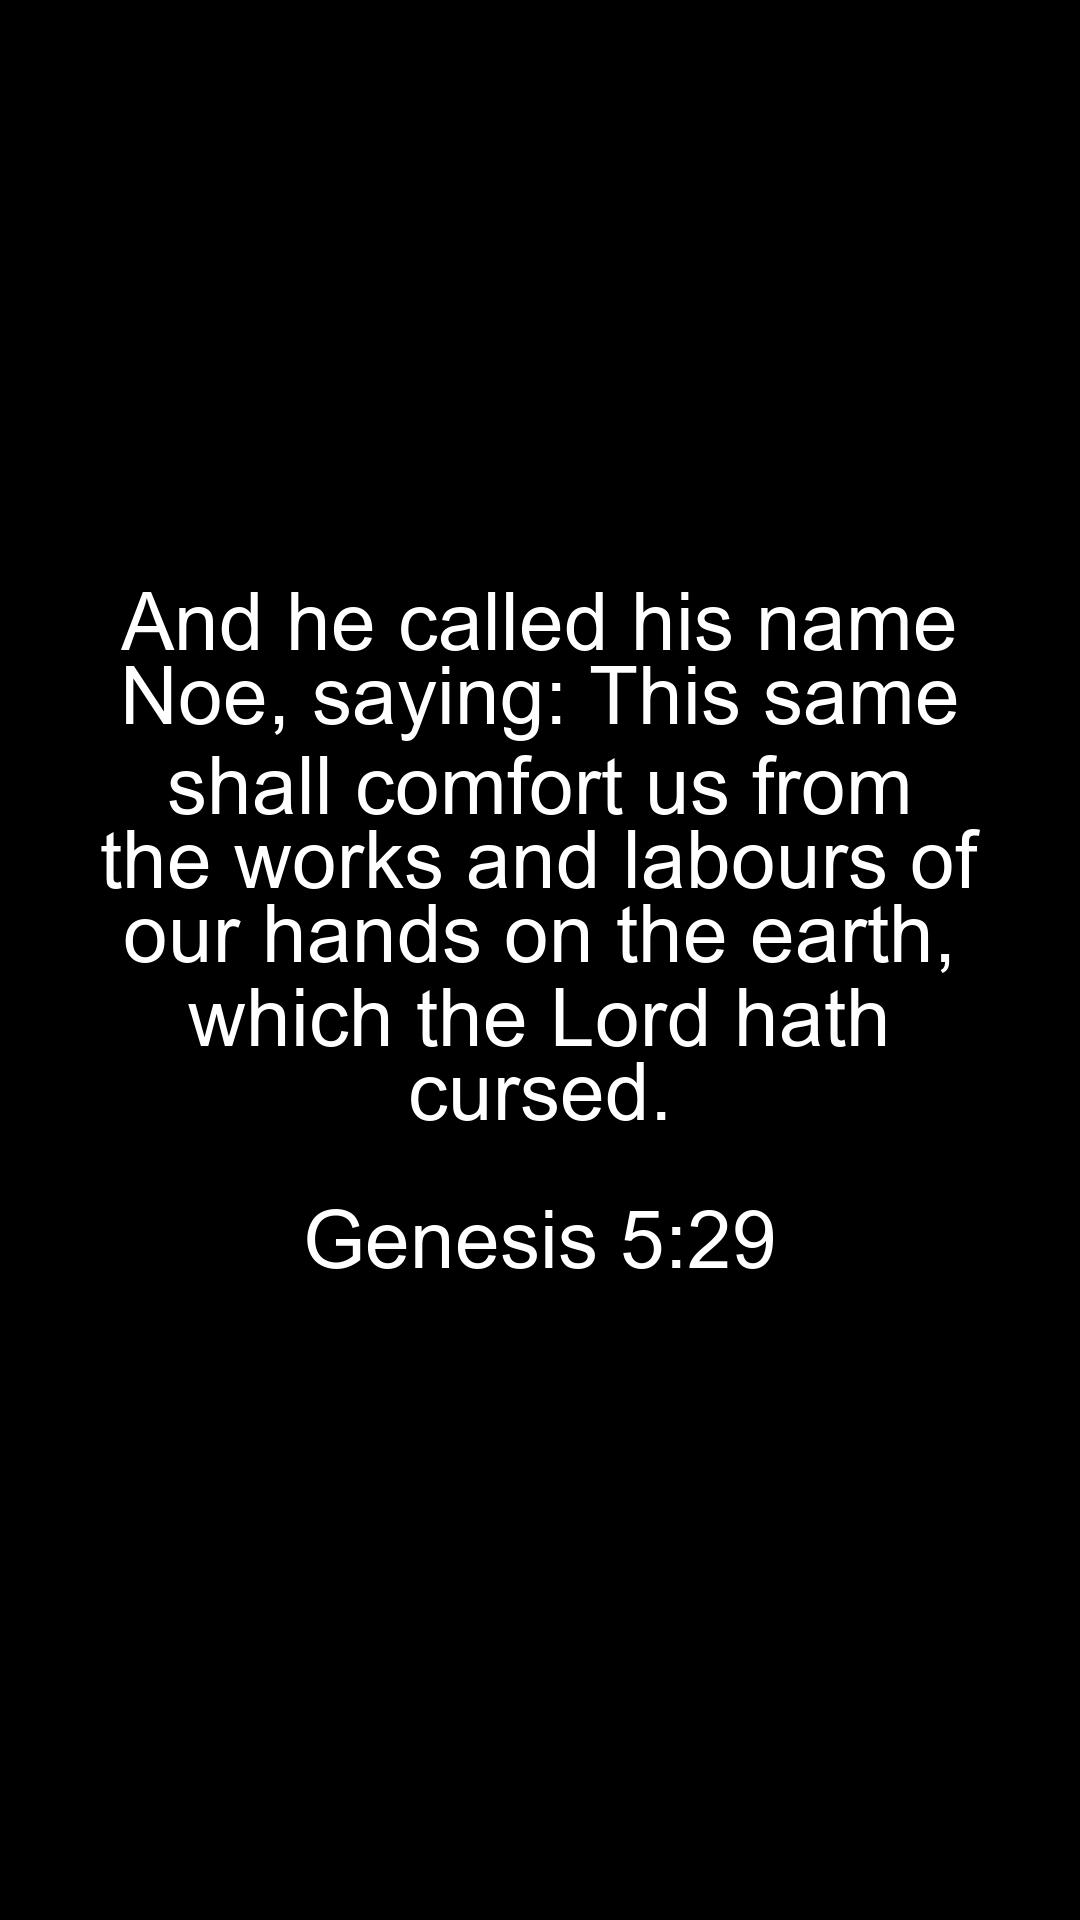 And he called his name
Noe, saying: This same
shall comfort us from
the works and labours of
our hands on the earth,
which the Lord hath
cursed.
Genesis 5:29